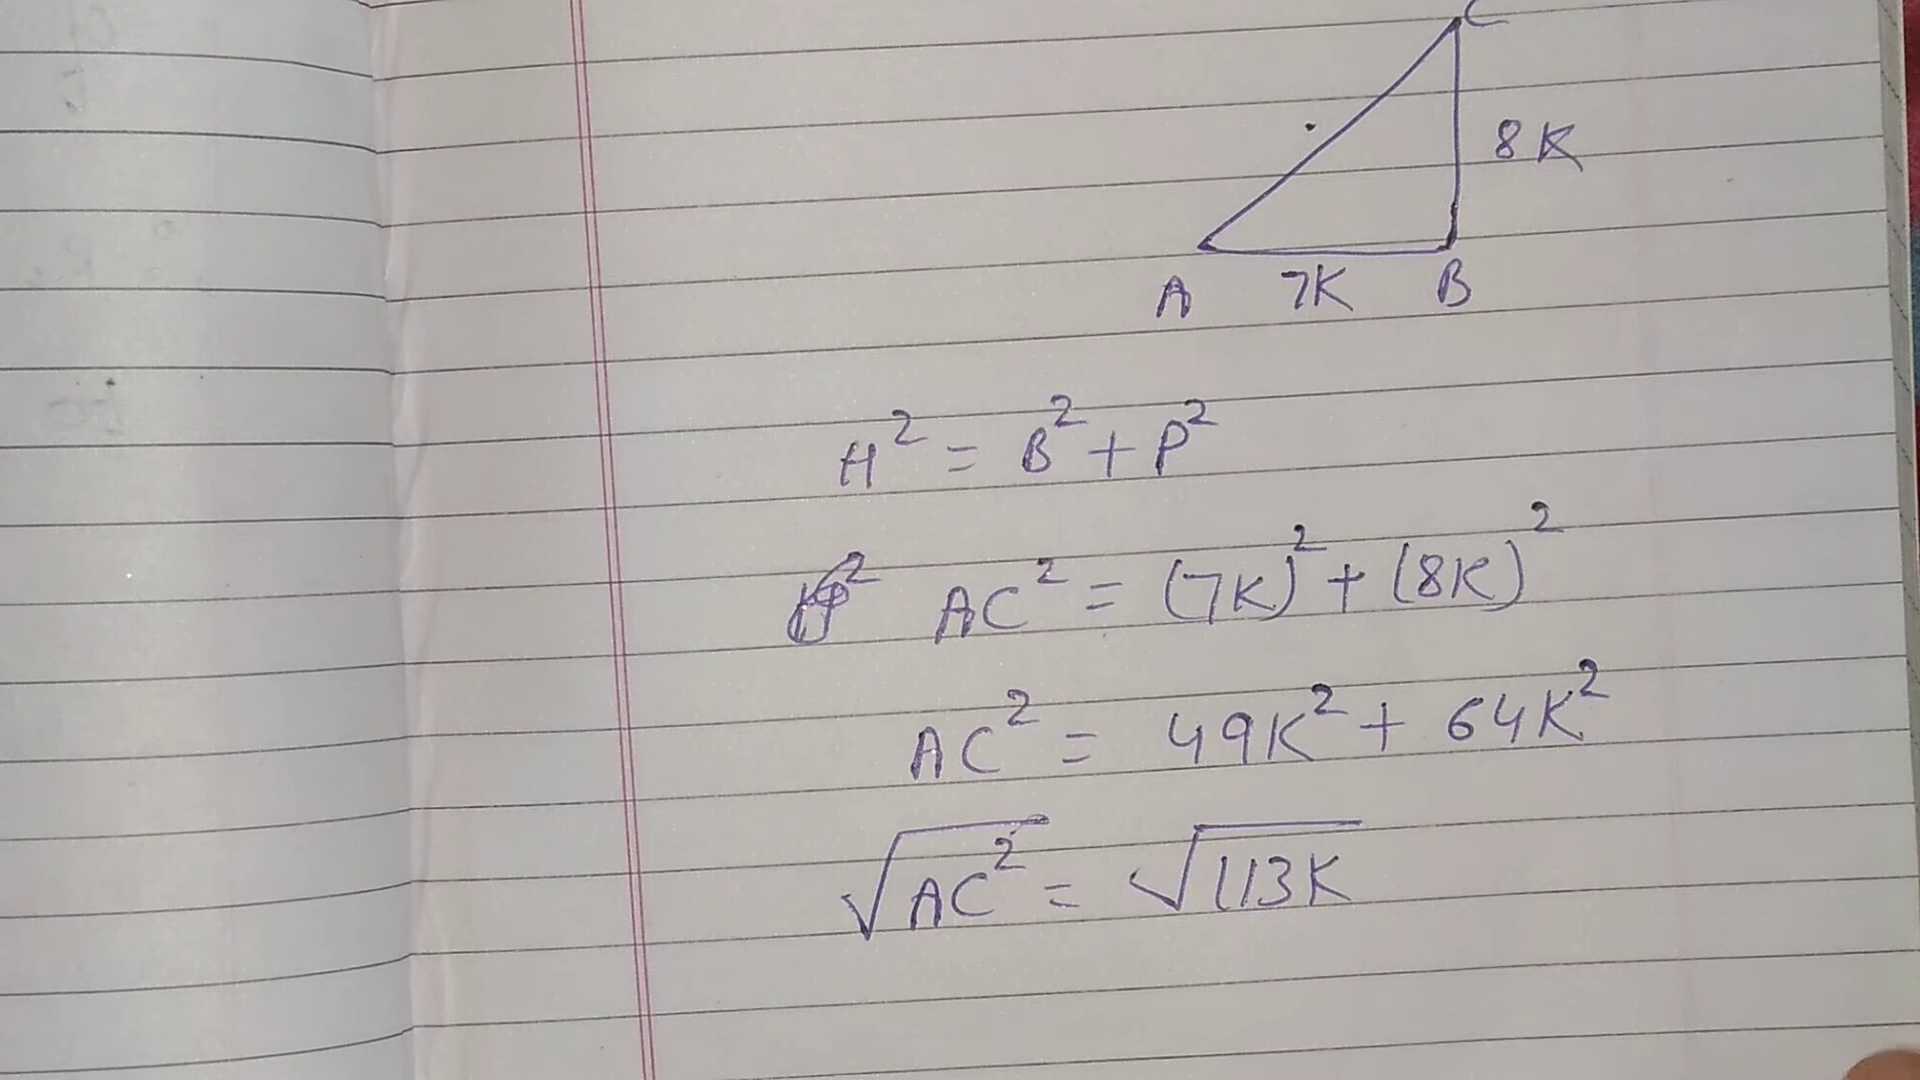 C
8K
A 7K B
H² = B² + P²
AC² = (7K)² + (8K)²
AC² = 49K² + 64K²
√AC² = √113K